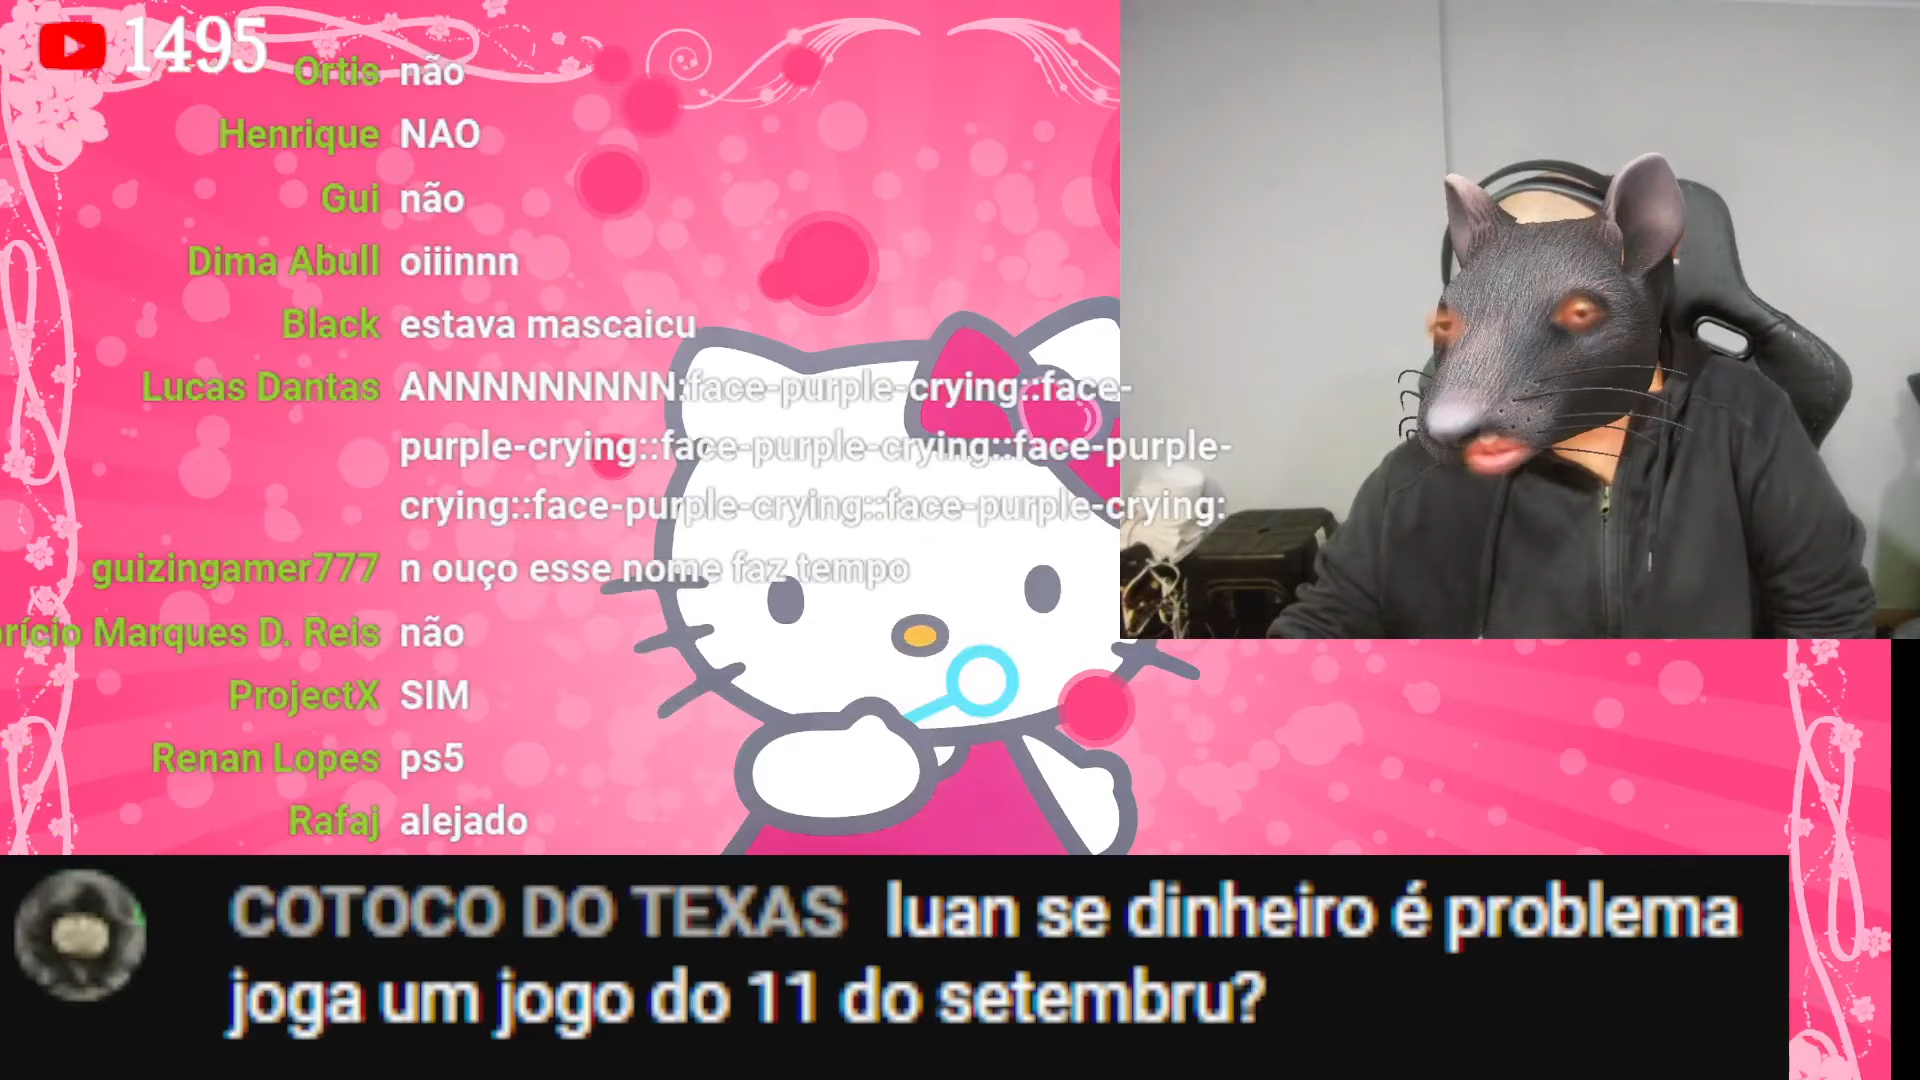 1495
Ortis não
Henrique NAO
Gui não
Dima Abull oiiinnn
Black estava mascaicu
Lucas Dantas ANNNNNNNNN:face-purple-crying::face-
purple-crying::face-purple-crying::face-purple-
crying::face-purple-crying::face-purple-crying:
guizingamer777 n ouço esse nome faz tempo
rício Marques D. Reis não
ProjectX SIM
Renan Lopes ps5
Rafaj alejado
COTOCO DO TEXAS luan se dinheiro é problema
joga um jogo do 11 do setembru?